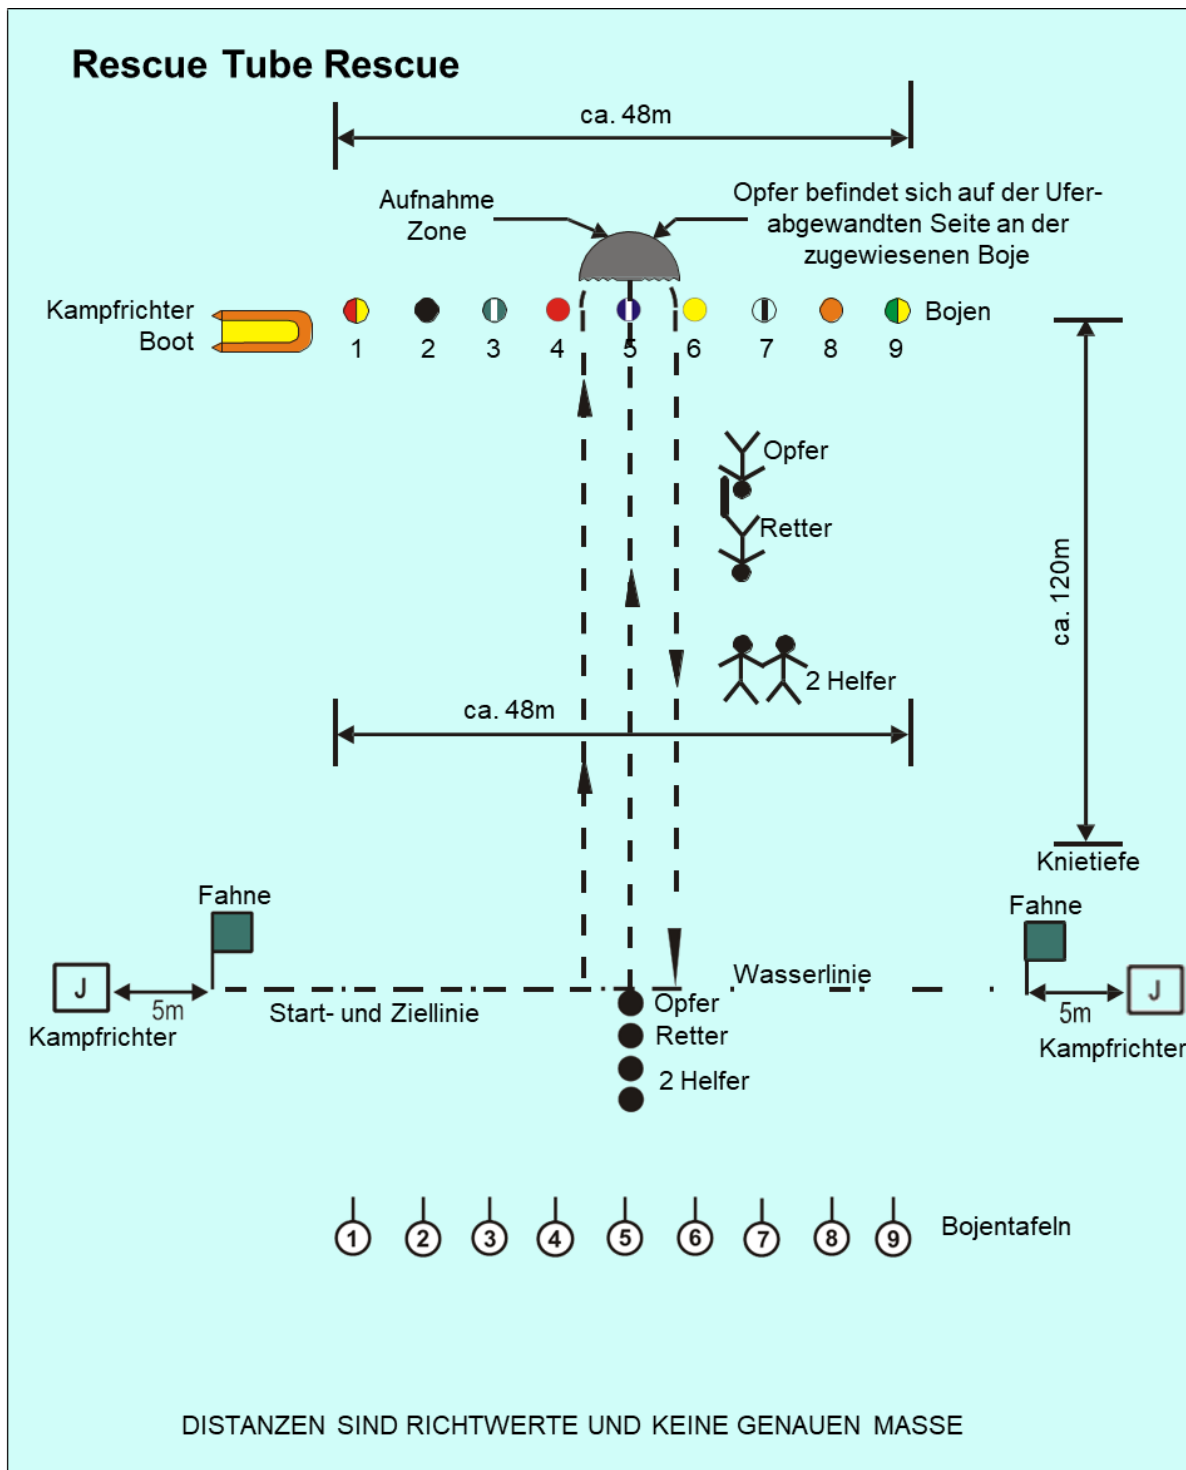 Rescue Tube Rescue
ca. 48m
Aufnahme
Zone
Opfer befindet sich auf der Ufer-
abgewandten Seite an der
zugewiesenen Boje
Kampfrichter
Boot
Bojen
1 2 3 4 5 6 7 8 9
Opfer
Retter
ca. 120m
2 Helfer
ca. 48m
Knietiefe
Fahne
Fahne
J
5m
Kampfrichter
Start- und Ziellinie
Wasserlinie
J
5m
Kampfrichter
Opfer
Retter
2 Helfer
1 2 3 4 5 6 7 8 9
Bojentafeln
DISTANZEN SIND RICHTWERTE UND KEINE GENAUEN MASSE